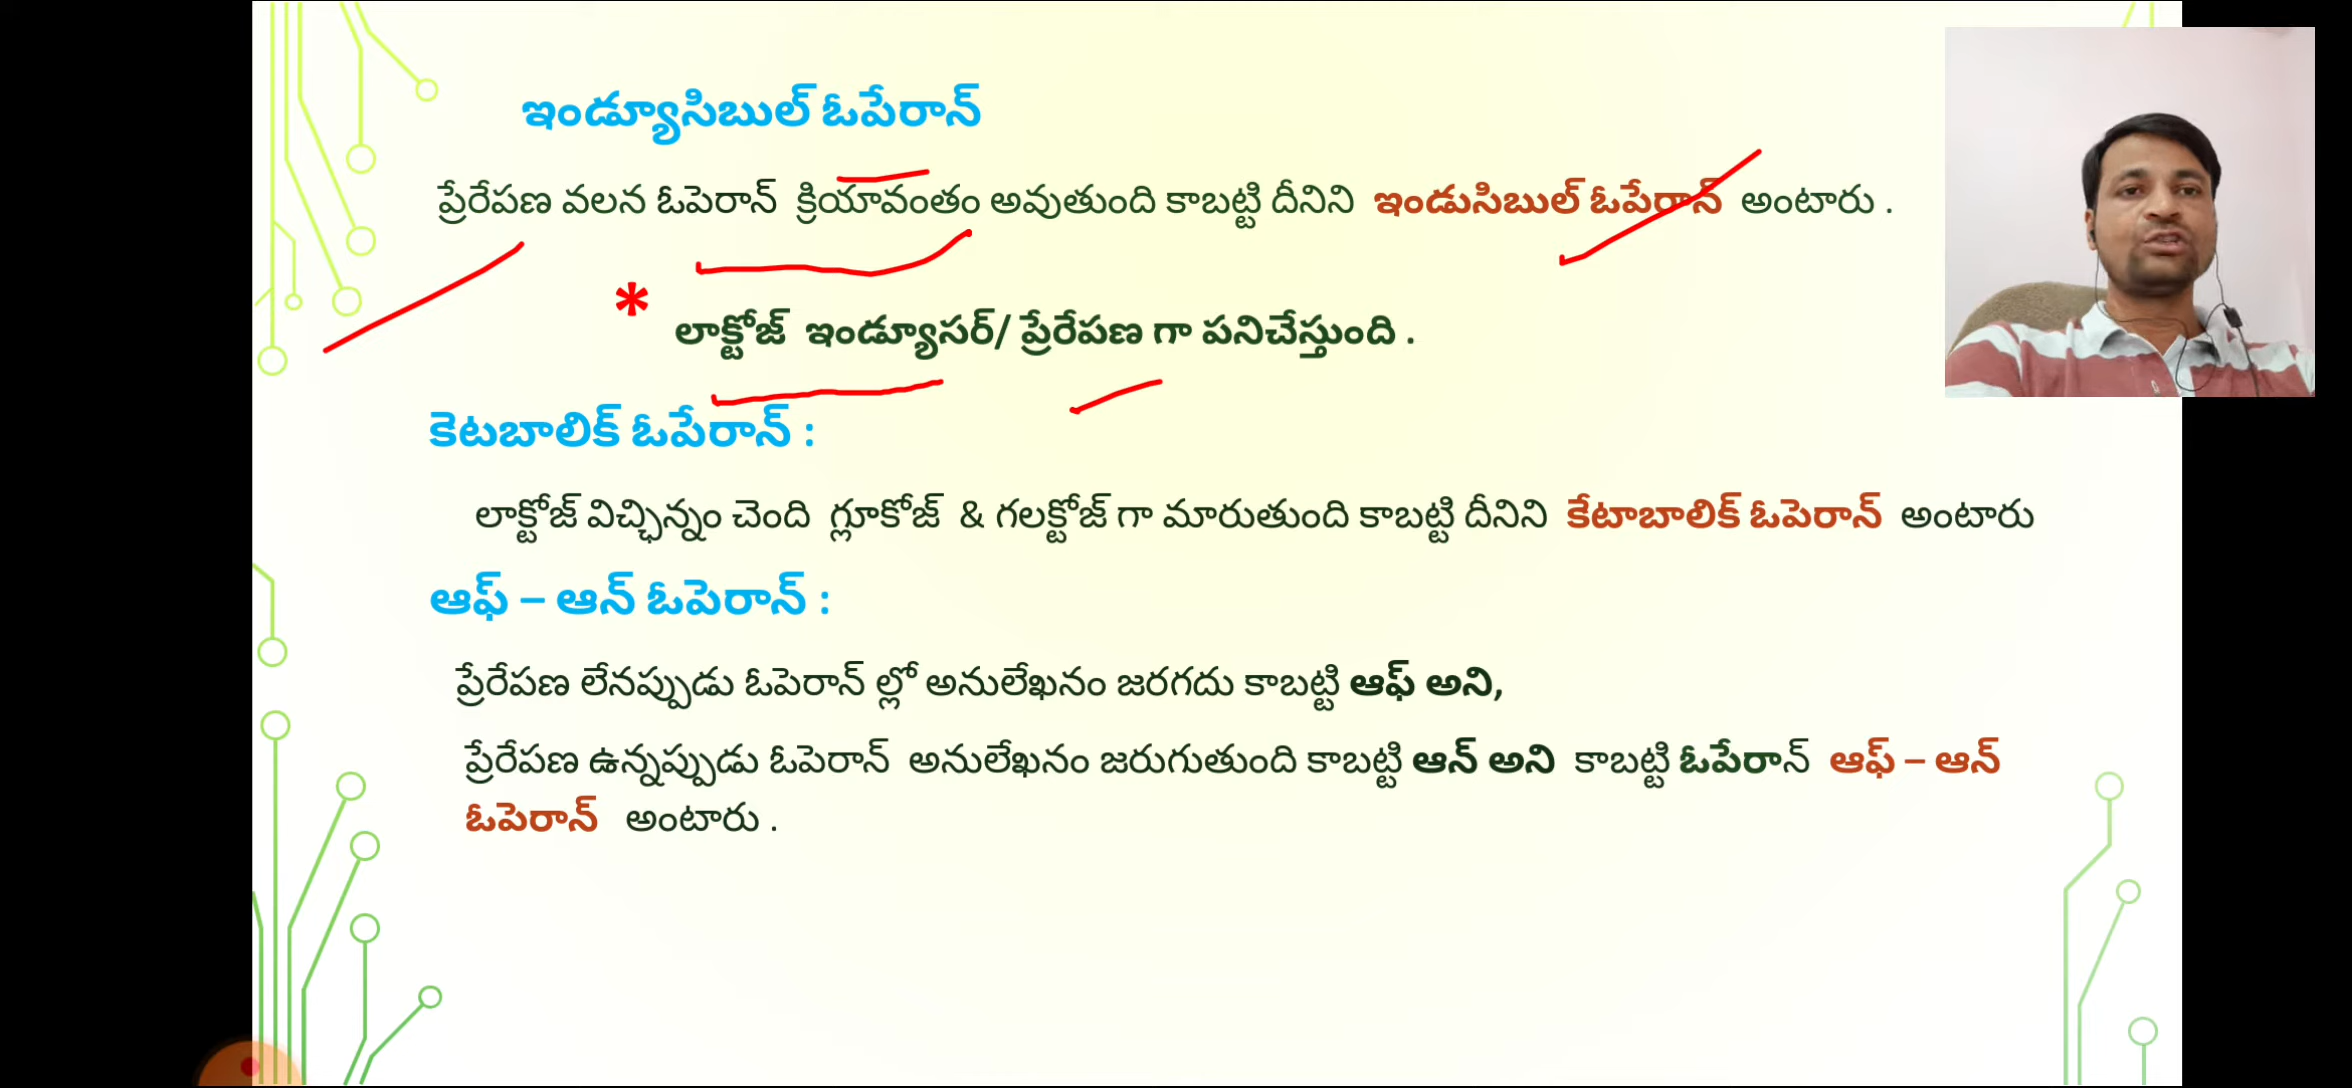 ఇండ్యూసిబుల్ ఓపేరాన్
ప్రేరేపణ వలన ఓపెరాన్ క్రియావంతం అవుతుంది కాబట్టి దీనిని ఇండుసిబుల్ ఓపేరాన్ అంటారు .
* లాక్టోజ్ ఇండ్యూసర్/ ప్రేరేపణ గా పనిచేస్తుంది .
కెటబాలిక్ ఓపేరాన్ :
లాక్టోజ్ విచ్ఛిన్నం చెంది గ్లూకోజ్ & గలక్టోజ్ గా మారుతుంది కాబట్టి దీనిని కేటాబాలిక్ ఓపెరాన్ అంటారు
ఆఫ్ – ఆన్ ఓపెరాన్ :
ప్రేరేపణ లేనప్పుడు ఓపెరాన్ ల్లో అనులేఖనం జరగదు కాబట్టి ఆఫ్ అని,
ప్రేరేపణ ఉన్నప్పుడు ఓపెరాన్ అనులేఖనం జరుగుతుంది కాబట్టి ఆన్ అని కాబట్టి ఓపేరాన్ ఆఫ్ – ఆన్
ఓపెరాన్ అంటారు .